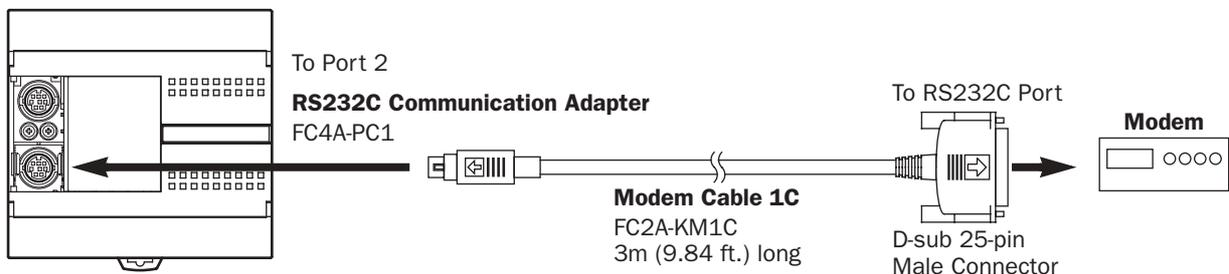 To Port 2
RS232C Communication Adapter
FC4A-PC1
Modem Cable 1C
FC2A-KM1C
3m (9.84 ft.) long
To RS232C Port
D-sub 25-pin
Male Connector
Modem